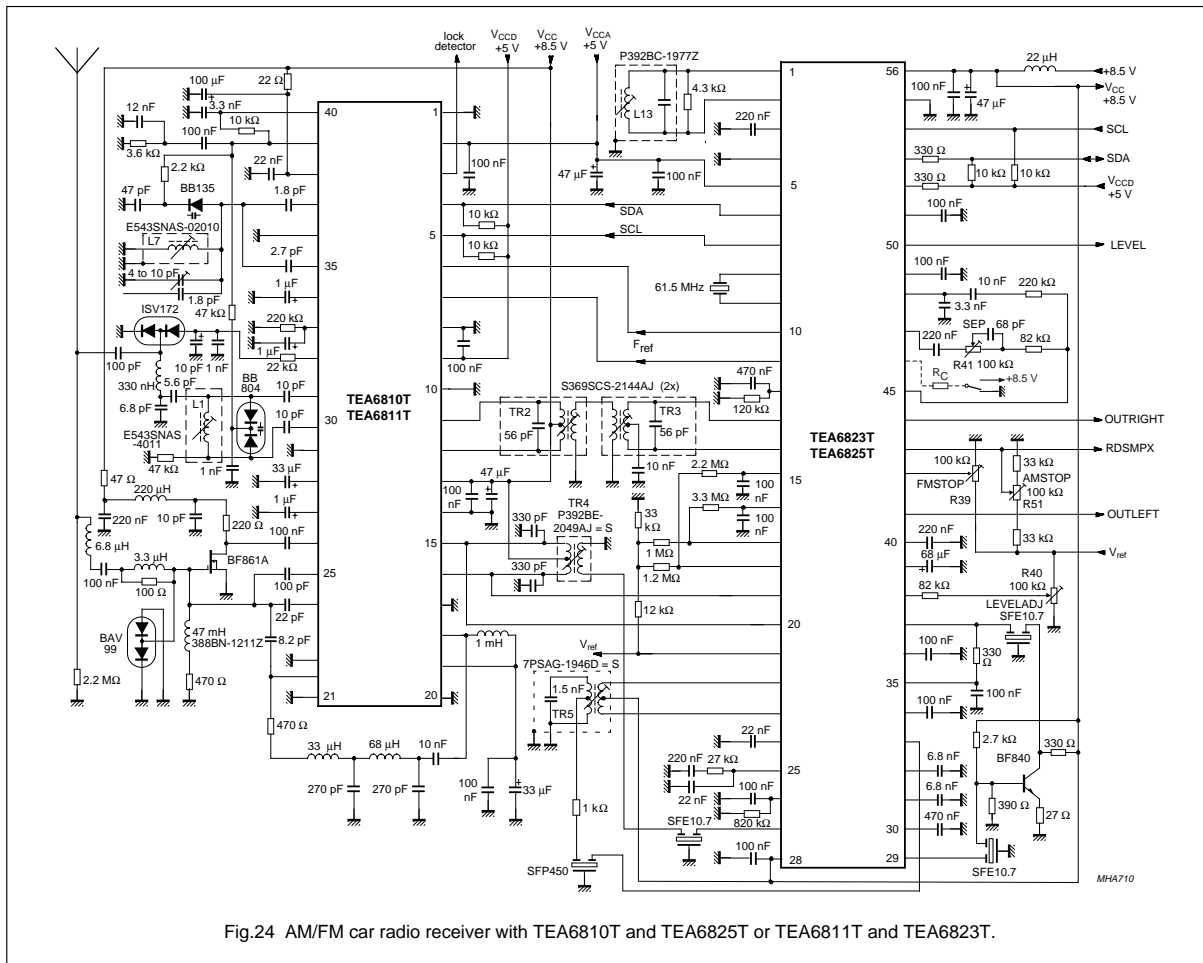 lock
detector
VCCD
+5 V
VCC
+8.5 V
VCCA
+5 V
P392BC-1977Z
L13
4.3 kΩ
220 nF
47 µF
100 nF
100 nF
100 µF
22 Ω
3.3 nF
12 nF
10 kΩ
100 nF
3.6 kΩ
2.2 kΩ
22 nF
BB135
47 pF
1.8 pF
E543SNAS-02010
L7
4 to 10 pF
1.8 pF
2.7 pF
ISV172
47 kΩ
1 µF
220 kΩ
1 µF
22 kΩ
100 pF
10 pF
1 nF
330 nH
5.6 pF
BB
804
10 pF
6.8 pF
L1
10 pF
E543SNAS
-4011
47 kΩ
1 nF
33 µF
47 Ω
220 µH
1 µF
220 nF
10 pF
220 Ω
100 nF
6.8 µH
3.3 µH
BF861A
100 nF
100 Ω
100 pF
22 pF
BAV
99
47 mH
388BN-1211Z
8.2 pF
2.2 MΩ
470 Ω
470 Ω
33 µH
68 µH
10 nF
270 pF
270 pF
100
nF
33 µF
40
35
30
25
21
TEA6810T
TEA6811T
1
5
10
15
20
10 kΩ
SDA
SCL
10 kΩ
100 nF
61.5 MHz
Fref
S369SCS-2144AJ (2x)
470 nF
120 kΩ
TR2
56 pF
TR3
56 pF
10 nF
100
nF
47 µF
TR4
P392BE-
2049AJ = S
330 pF
330 pF
2.2 MΩ
100
nF
3.3 MΩ
100
nF
33
kΩ
1 MΩ
1.2 MΩ
12 kΩ
1 mH
Vref
7PSAG-1946D = S
1.5 nF
TR5
22 nF
220 nF
27 kΩ
22 nF
100 nF
820 kΩ
1 kΩ
SFE10.7
100 nF
SFP450
1
5
10
15
20
25
28
TEA6823T
TEA6825T
56
50
45
40
35
30
29
22 µH
+8.5 V
VCC
+8.5 V
100
nF
47 µF
SCL
330 Ω
SDA
330 Ω
10 kΩ
10 kΩ
VCCD
+5 V
100 nF
LEVEL
100 nF
10 nF
220 kΩ
3.3 nF
220 nF
SEP
68 pF
R41
100 kΩ
82 kΩ
RC
+8.5 V
OUTRIGHT
RDSMPX
100 kΩ
FMSTOP
R39
33 kΩ
AMSTOP
100 kΩ
R51
OUTLEFT
33 kΩ
220 nF
Vref
68 µF
R40
100 kΩ
82 kΩ
LEVELADJ
SFE10.7
100 nF
330
Ω
100 nF
100 nF
2.7 kΩ
BF840
330 Ω
6.8 nF
6.8 nF
390 Ω
27 Ω
470 nF
SFE10.7
MHA710
Fig.24 AM/FM car radio receiver with TEA6810T and TEA6825T or TEA6811T and TEA6823T.